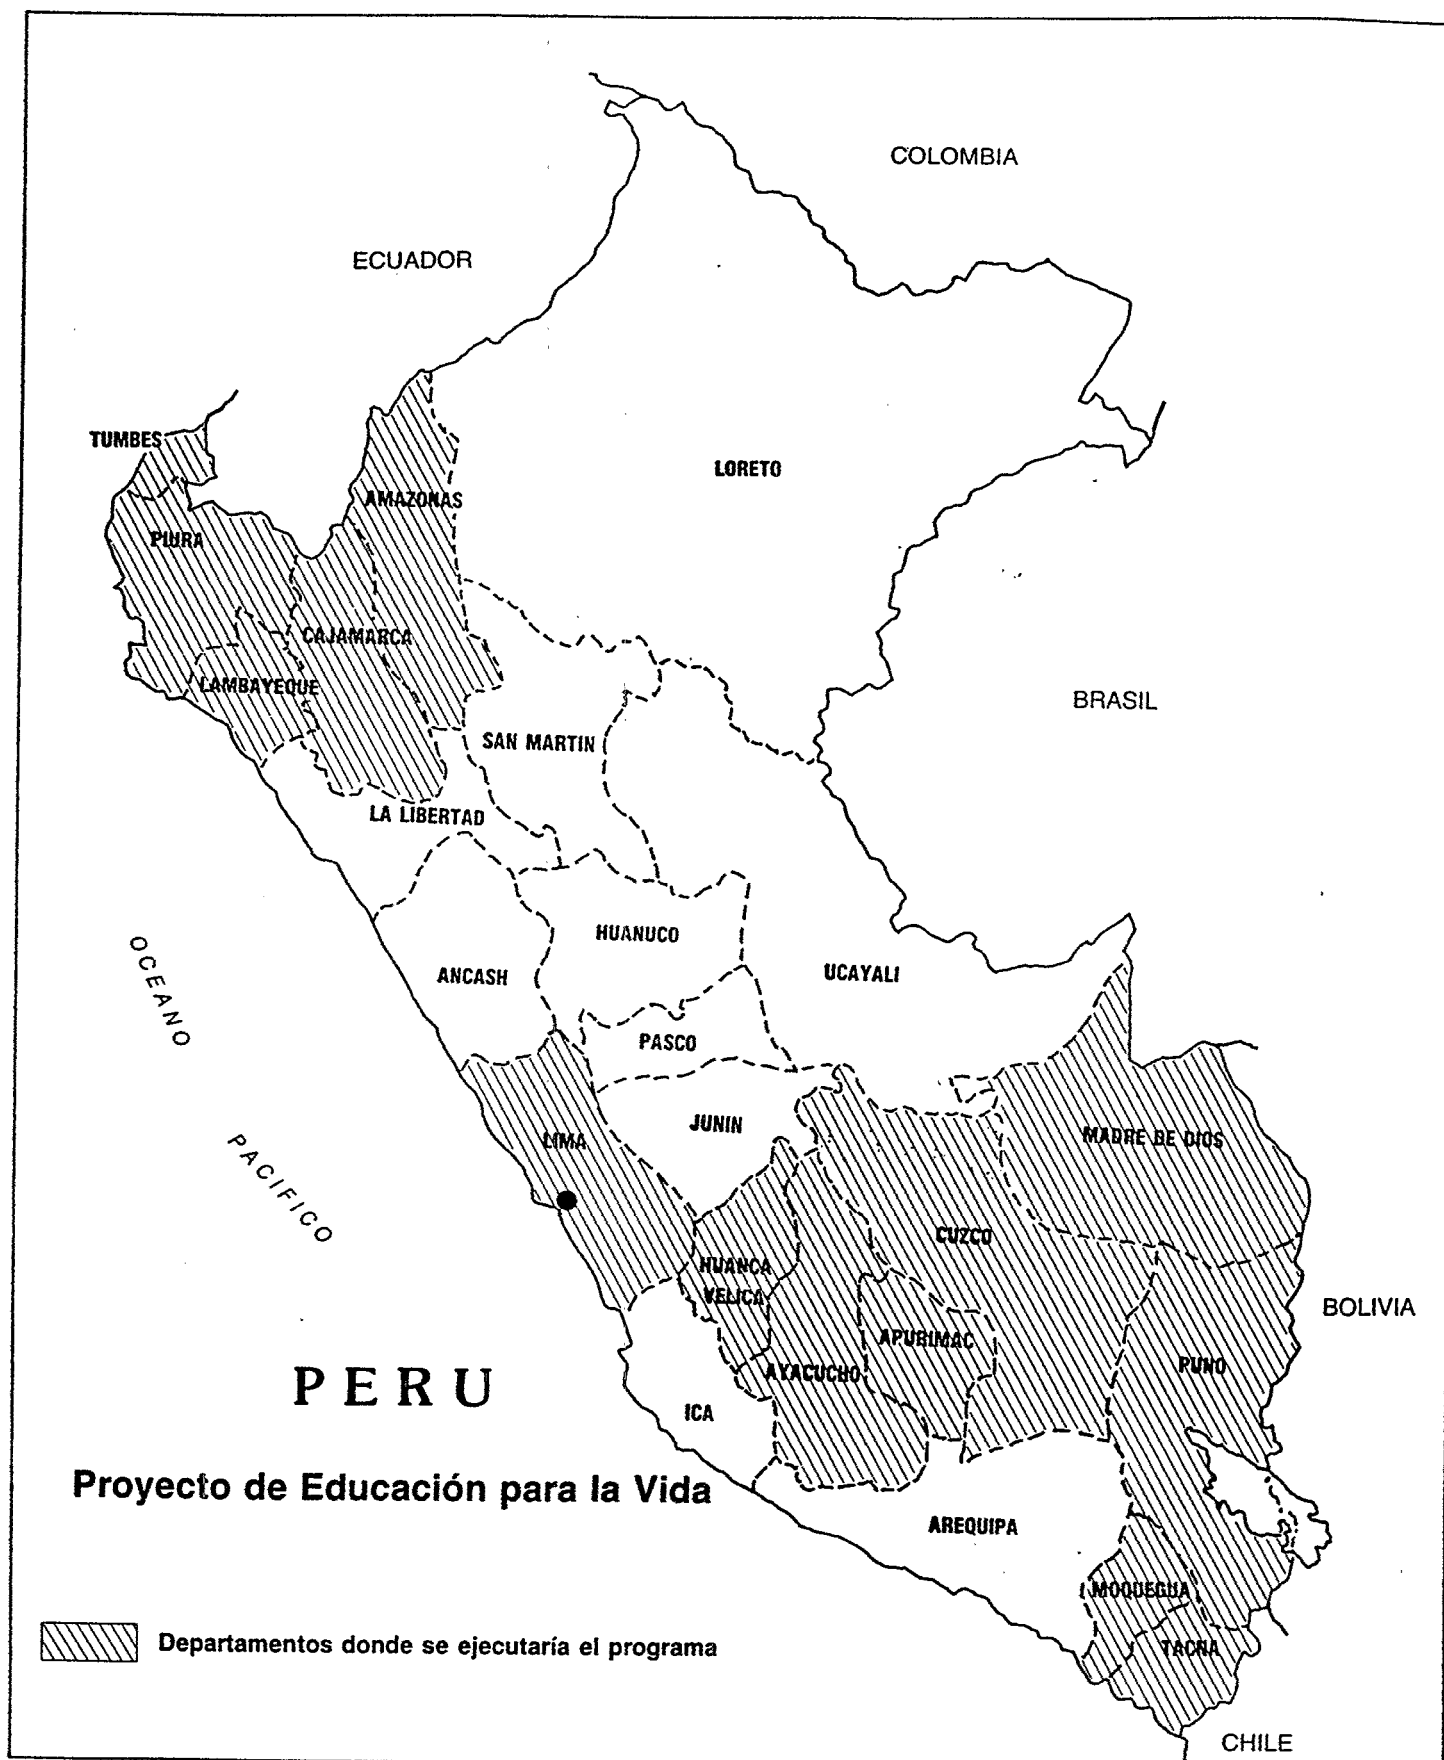 COLOMBIA
ECUADOR
TUMBES
LORETO
AMAZONAS
PIURA
CAJAMARCA
LAMBAYEQUE
BRASIL
SAN MARTIN
LA LIBERTAD
HUANUCO
ANCASH
UCAYALI
OCEANO
PACIFICO
PASCO
JUNIN
LIMA
MADRE DE DIOS
CUZCO
HUANCA
VELICA
BOLIVIA
APURIMAC
PUNO
AYACUCHO
PERU
ICA
Proyecto de Educación para la Vida
AREQUIPA
MOQUEGUA
Departamentos donde se ejecutaría el programa
TACNA
CHILE